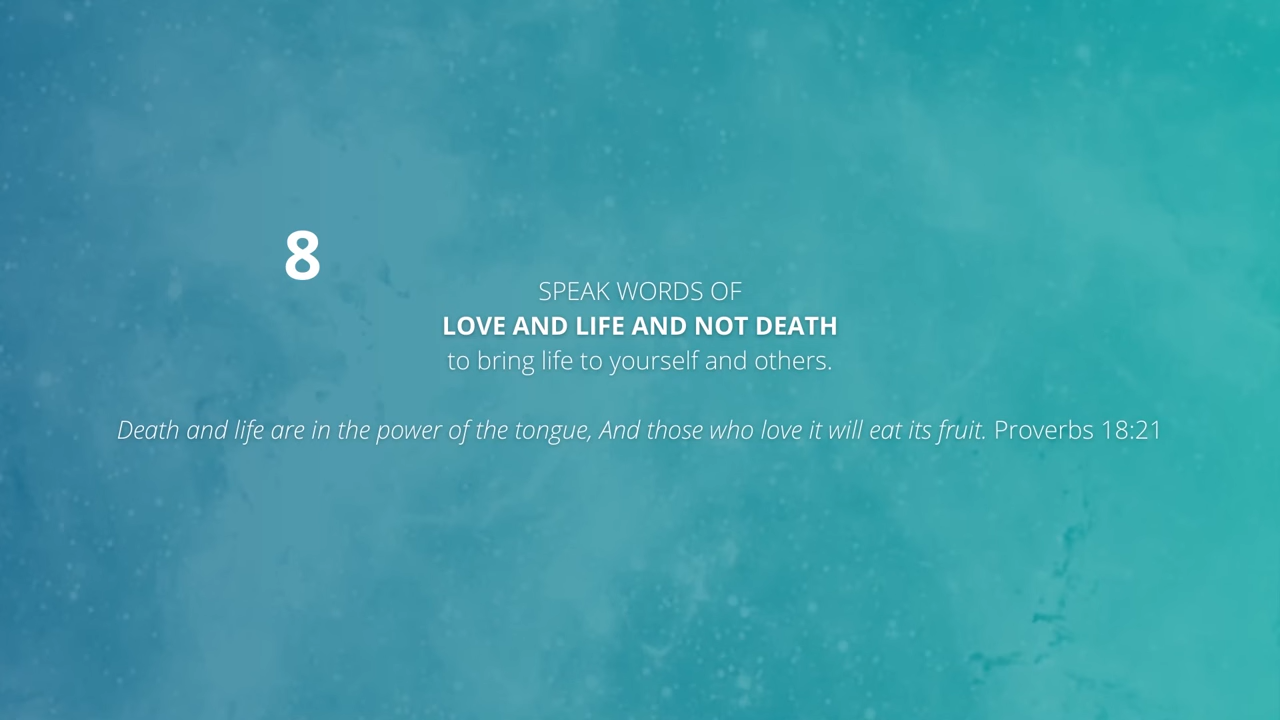 8
SPEAK WORDS OF
LOVE AND LIFE AND NOT DEATH
to bring life to yourself and others.
Death and life are in the power of the tongue, And those who love it will eat its fruit. Proverbs 18:21